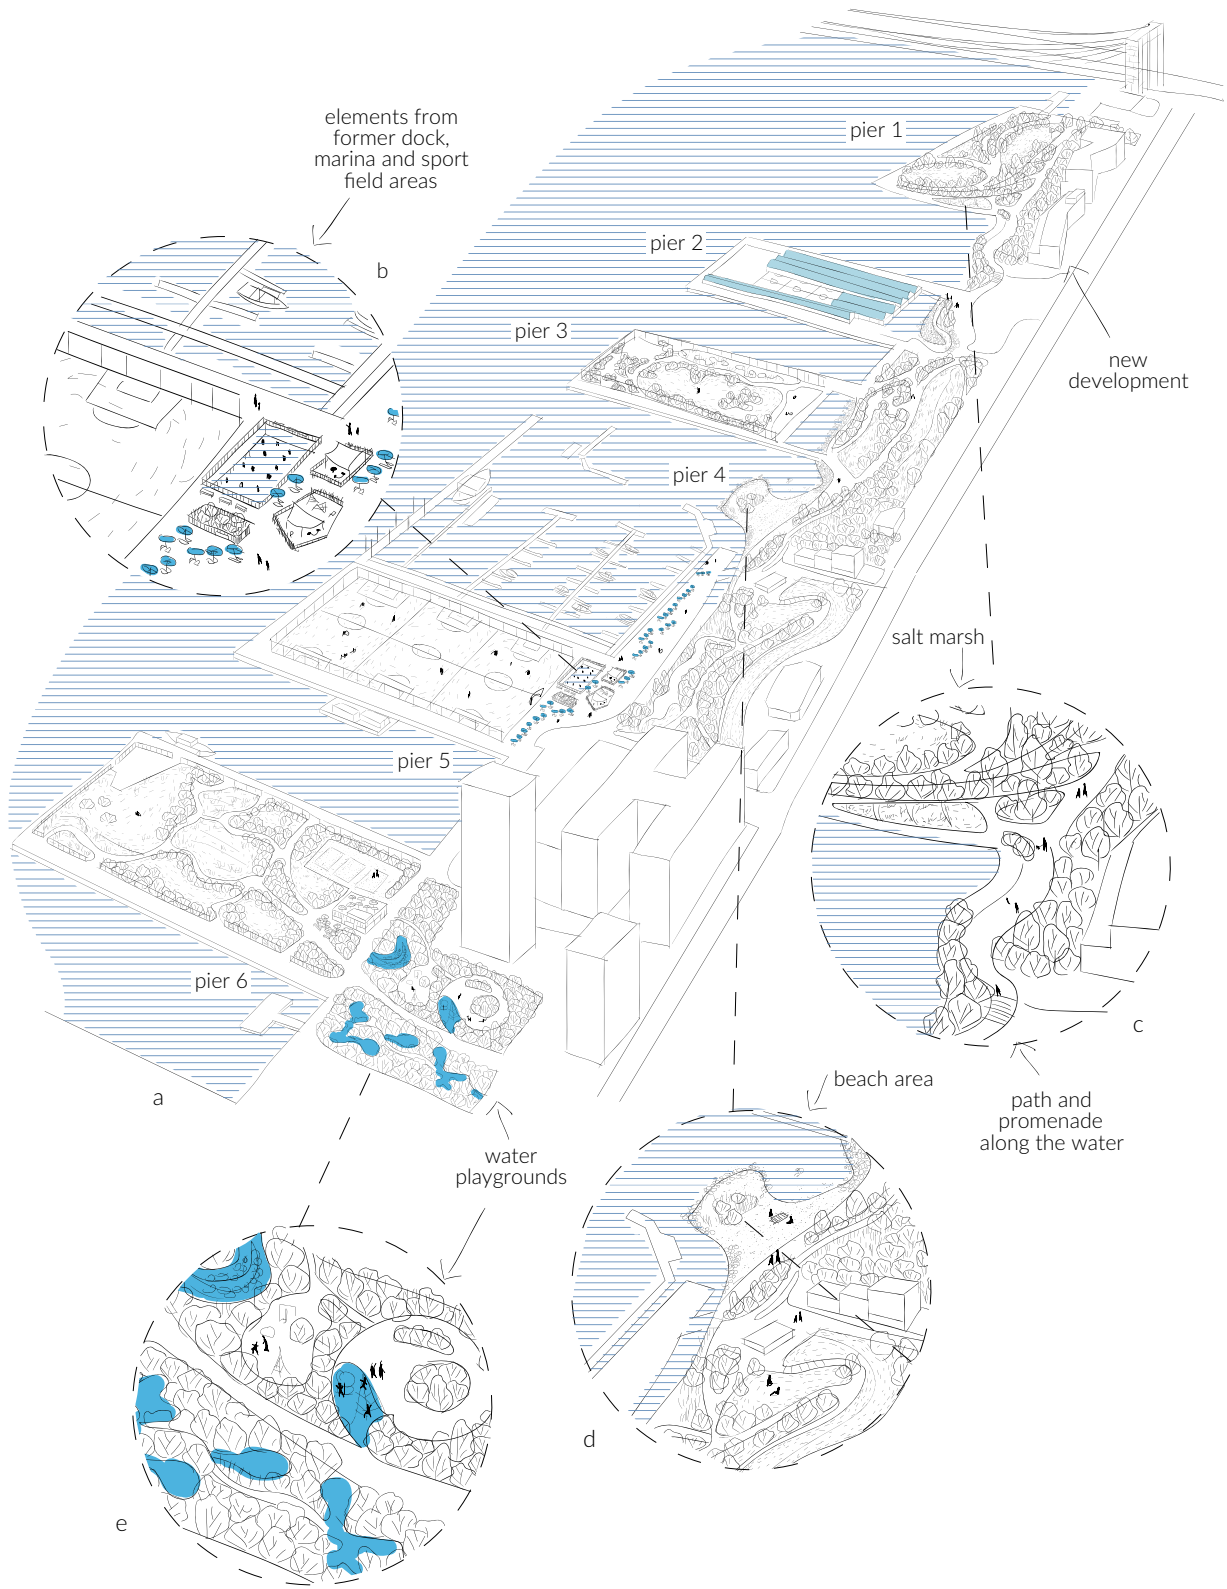 elements from
former dock,
marina and sport
field areas
pier 1
b
pier 2
pier 3
new
development
pier 4
salt marsh
pier 5
pier 6
c
a
beach area
path and
promenade
along the water
water
playgrounds
d
e